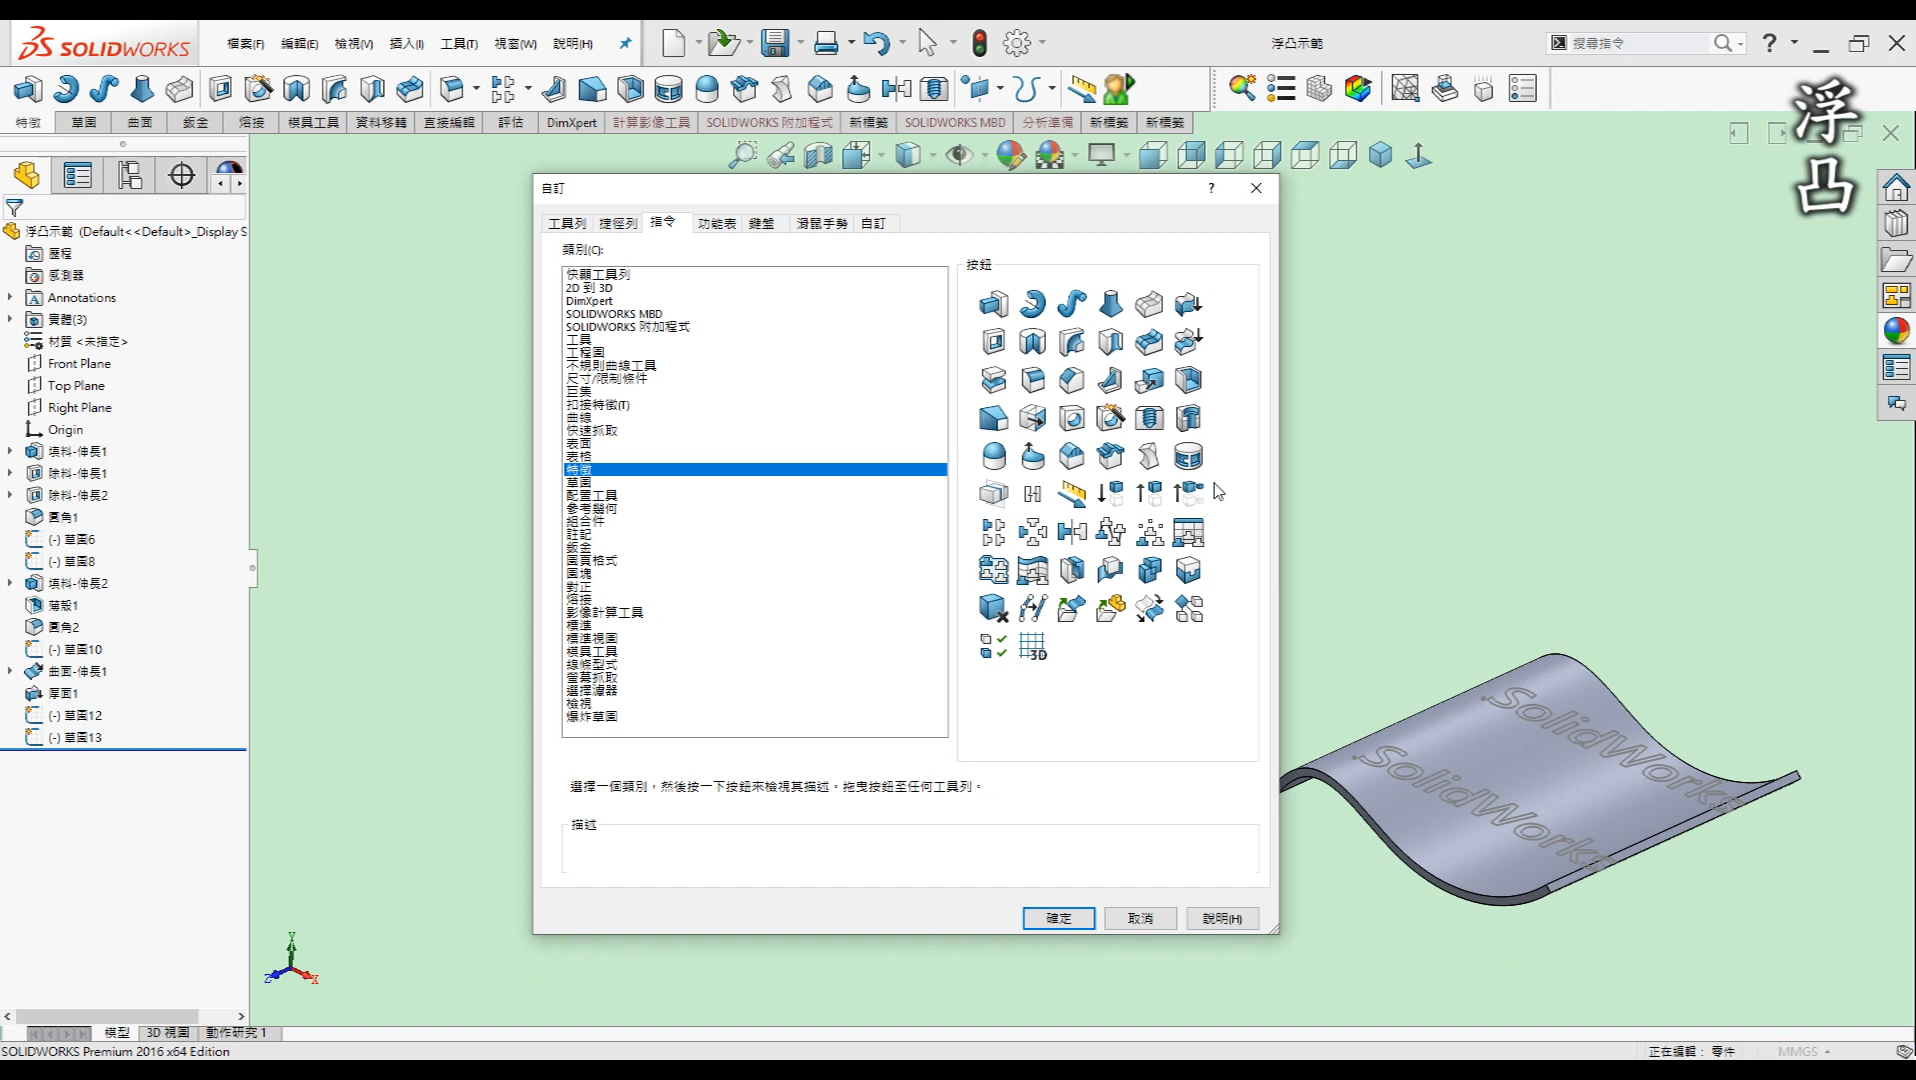 SOLIDWORKS
檔案(F) 編輯(E) 檢視(V) 插入(I) 工具(T) 視窗(W) 說明(H)
浮凸示範
搜尋指令
浮凸
特徵 草圖 曲面 鈑金 熔接 模具工具 資料移轉 直接編輯 評估 DimXpert 計算影像工具 SOLIDWORKS 附加程式 新標籤 SOLIDWORKS MBD 分析準備 新標籤 新標籤
浮凸示範 (Default<<Default>_Display S
歷程
感測器
Annotations
實體(3)
材質 <未指定>
Front Plane
Top Plane
Right Plane
Origin
填料-伸長1
除料-伸長1
除料-伸長2
圓角1
(-) 草圖6
(-) 草圖8
填料-伸長2
薄殼1
圓角2
(-) 草圖10
曲面-伸長1
厚面1
(-) 草圖12
(-) 草圖13
自訂
工具列 捷徑列 指令 功能表 鍵盤 滑鼠手勢 自訂
類別(C):
快顯工具列
2D 到 3D
DimXpert
SOLIDWORKS MBD
SOLIDWORKS 附加程式
工具
工程圖
不規則曲線工具
尺寸/限制條件
巨集
扣接特徵(T)
曲線
快速抓取
表面
表格
特徵
草圖
配置工具
參考幾何
組合件
註記
鈑金
圖頁格式
圖塊
對正
熔接
影像計算工具
標準
標準視圖
模具工具
線條型式
螢幕抓取
選擇濾器
檢視
爆炸草圖
按鈕
3D
選擇一個類別，然後按一下按鈕來檢視其描述。拖曳按鈕至任何工具列。
描述
確定 取消 說明(H)
SolidWorks
SolidWorks
Y
Z X
模型 3D 視圖 動作研究 1
SOLIDWORKS Premium 2016 x64 Edition
正在編輯： 零件 MMGS